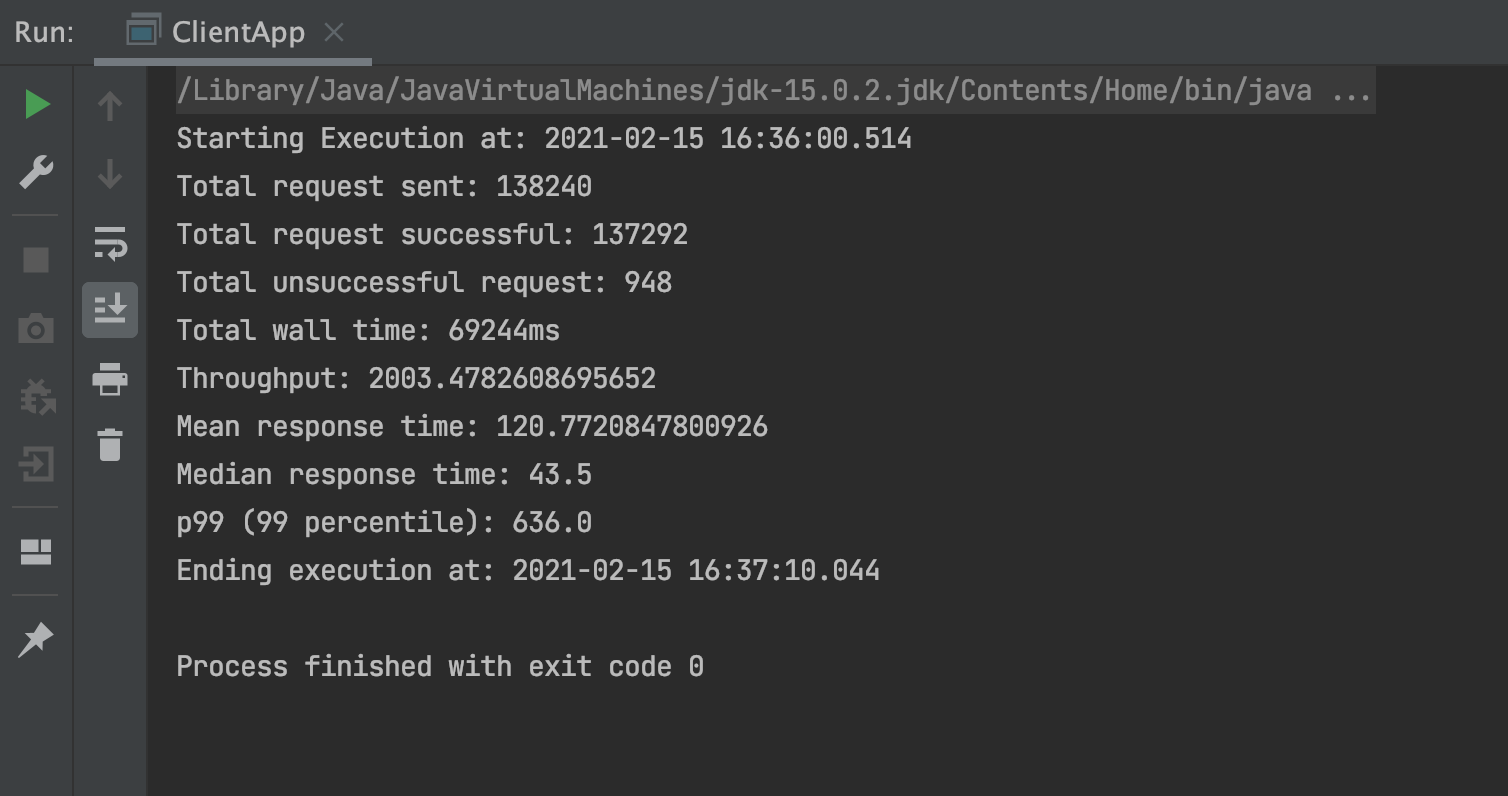 Run: ClientApp
/Library/Java/JavaVirtualMachines/jdk-15.0.2.jdk/Contents/Home/bin/java ...
Starting Execution at: 2021-02-15 16:36:00.514
Total request sent: 138240
Total request successful: 137292
Total unsuccessful request: 948
Total wall time: 69244ms
Throughput: 2003.4782608695652
Mean response time: 120.7720847800926
Median response time: 43.5
p99 (99 percentile): 636.0
Ending execution at: 2021-02-15 16:37:10.044
Process finished with exit code 0